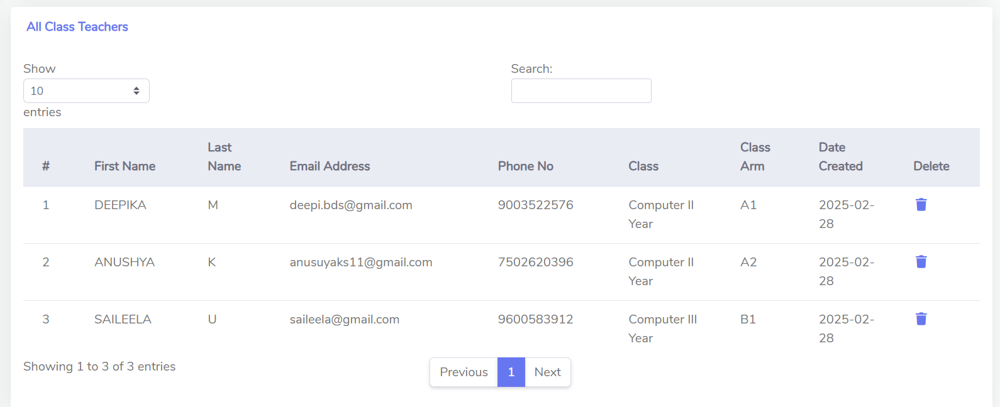 All Class Teachers
Show
Search:
10
entries
# First Name Last Name Email Address Phone No Class Class Arm Date Created Delete
1 DEEPIKA M deepi.bds@gmail.com 9003522576 Computer II Year A1 2025-02-28
2 ANUSHYA K anusuyaks11@gmail.com 7502620396 Computer II Year A2 2025-02-28
3 SAILEELA U saileela@gmail.com 9600583912 Computer III Year B1 2025-02-28
Showing 1 to 3 of 3 entries
Previous 1 Next